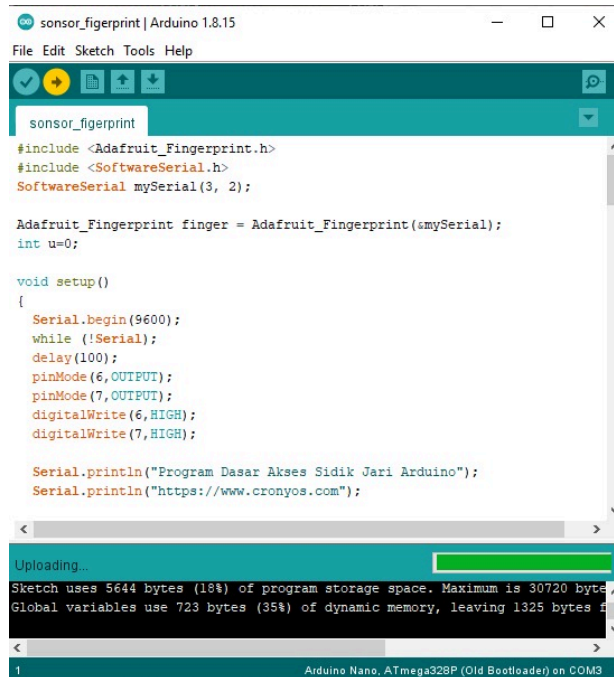 sonsor_figerprint | Arduino 1.8.15
File Edit Sketch Tools Help
sonsor_figerprint
#include <Adafruit_Fingerprint.h>
#include <SoftwareSerial.h>
SoftwareSerial mySerial(3, 2);
Adafruit_Fingerprint finger = Adafruit_Fingerprint(&mySerial);
int u=0;
void setup()
{
Serial.begin(9600);
while (!Serial);
delay(100);
pinMode(6,OUTPUT);
pinMode(7,OUTPUT);
digitalWrite(6,HIGH);
digitalWrite(7,HIGH);
Serial.println("Program Dasar Akses Sidik Jari Arduino");
Serial.println("https://www.cronyos.com");
Uploading...
Sketch uses 5644 bytes (18%) of program storage space. Maximum is 30720 byte
Global variables use 723 bytes (35%) of dynamic memory, leaving 1325 bytes f
1 Arduino Nano, ATmega328P (Old Bootloader) on COM3